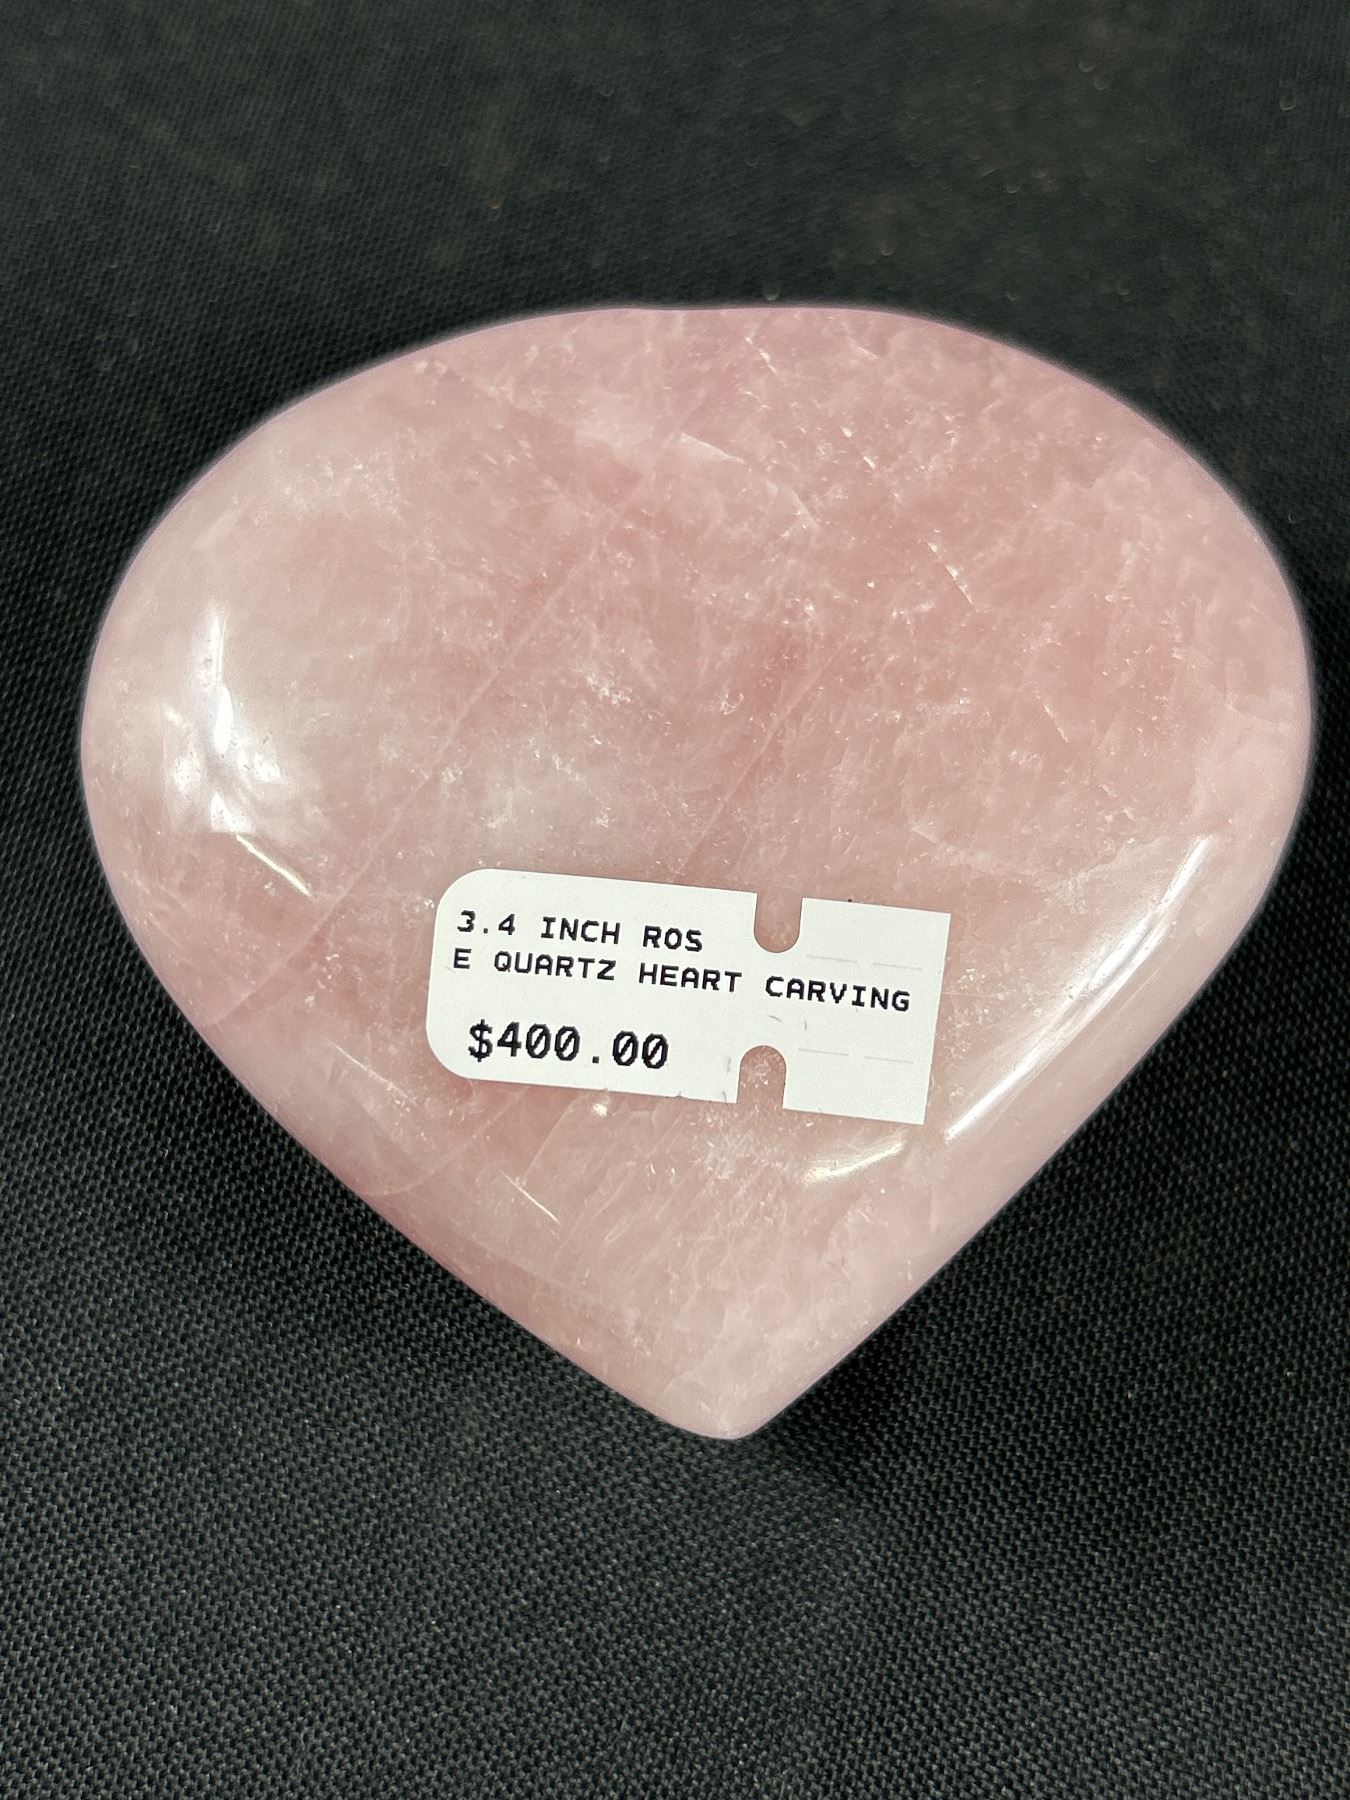 3.4 INCH ROS
E QUARTZ HEART CARVING
$400.00